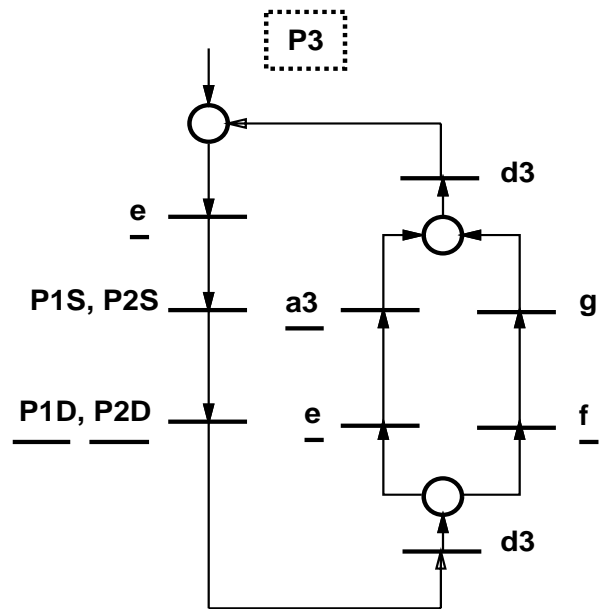 P3
d3
e
P1S, P2S
a3
g
P1D, P2D
e
f
d3